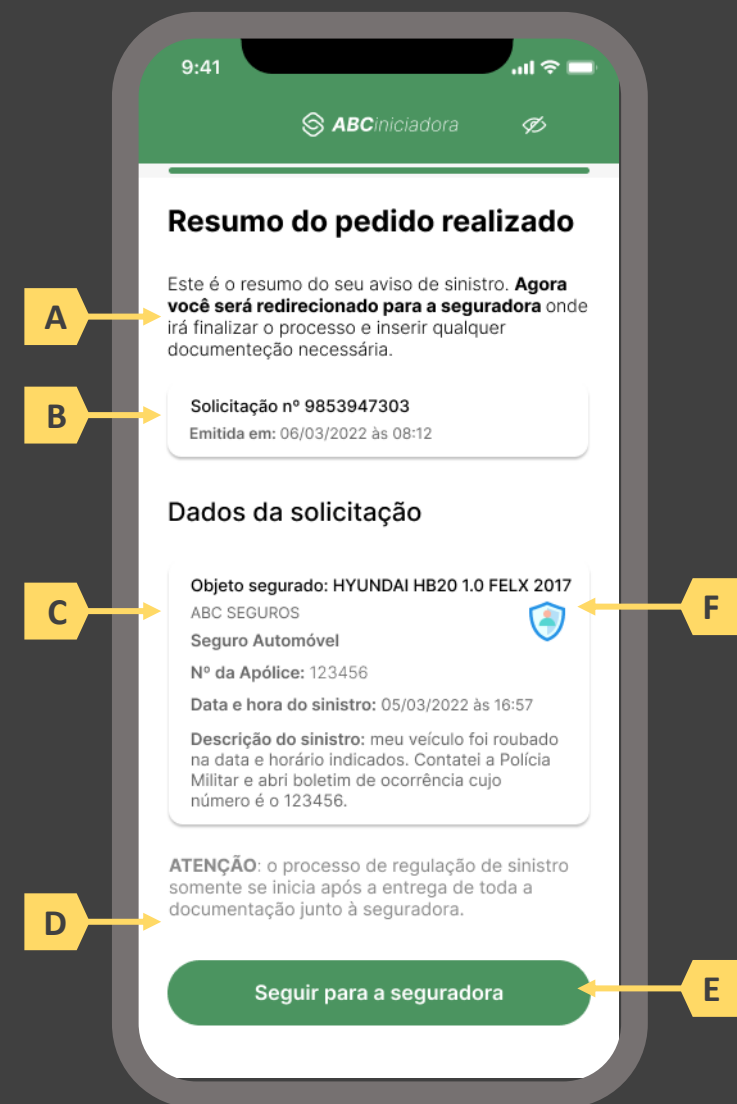 9:41
ABCiniciadora
Resumo do pedido realizado
Este é o resumo do seu aviso de sinistro. Agora
você será redirecionado para a seguradora onde
irá finalizar o processo e inserir qualquer
documenteção necessária.
A
Solicitação nº 9853947303
Emitida em: 06/03/2022 às 08:12
B
Dados da solicitação
Objeto segurado: HYUNDAI HB20 1.0 FELX 2017
ABC SEGUROS
Seguro Automóvel
Nº da Apólice: 123456
Data e hora do sinistro: 05/03/2022 às 16:57
Descrição do sinistro: meu veículo foi roubado
na data e horário indicados. Contatei a Polícia
Militar e abri boletim de ocorrência cujo
número é o 123456.
C
F
ATENÇÃO: o processo de regulação de sinistro
somente se inicia após a entrega de toda a
documentação junto à seguradora.
D
Seguir para a seguradora
E